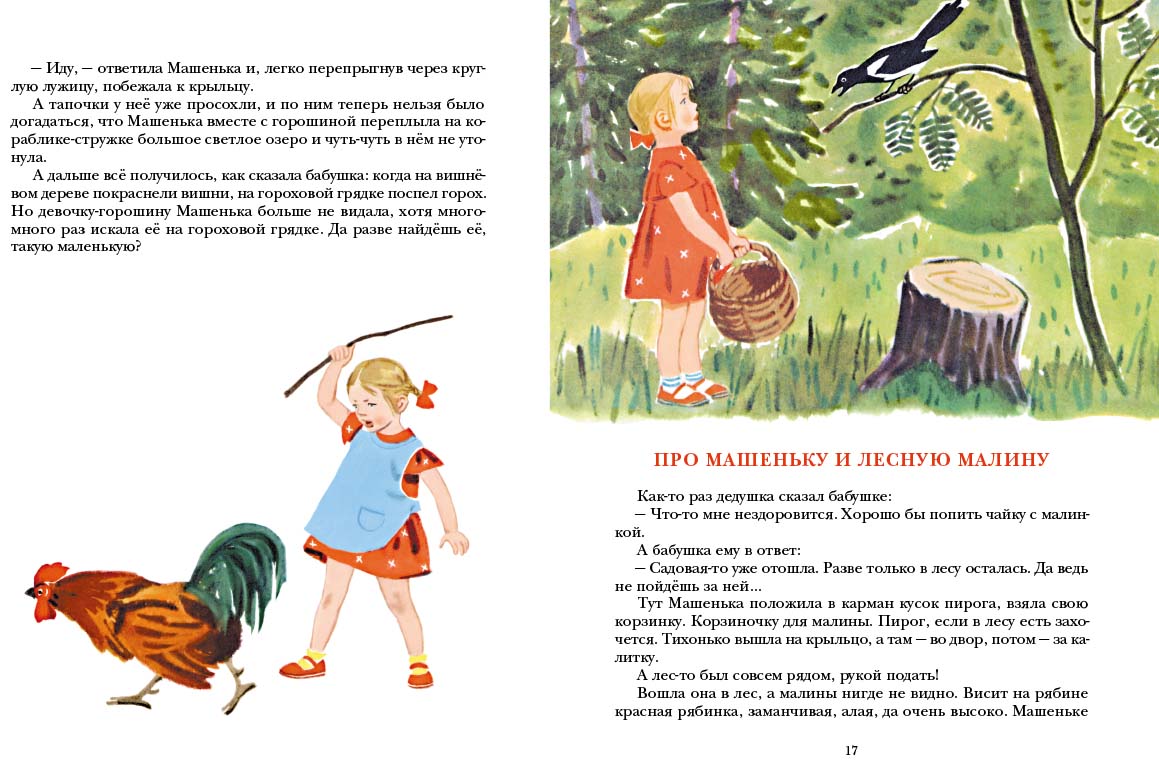 — Иду, — ответила Машенька и, легко перепрыгнув через круг-
лую лужицу, побежала к крыльцу.
А тапочки у неё уже просохли, и по ним теперь нельзя было
догадаться, что Машенька вместе с горошиной переплыла на ко-
раблике-стружке большое светлое озеро и чуть-чуть в нём не уто-
нула.
А дальше всё получилось, как сказала бабушка: когда на вишнё-
вом дереве покраснели вишни, на гороховой грядке поспел горох.
Но девочку-горошину Машенька больше не видала, хотя много-
много раз искала её на гороховой грядке. Да разве найдёшь её,
такую маленькую?
ПРО МАШЕНЬКУ И ЛЕСНУЮ МАЛИНУ
Как-то раз дедушка сказал бабушке:
— Что-то мне нездоровится. Хорошо бы попить чайку с малин-
кой.
А бабушка ему в ответ:
— Садовая-то уже отошла. Разве только в лесу осталась. Да ведь
не пойдёшь за ней...
Тут Машенька положила в карман кусок пирога, взяла свою
корзинку. Корзиночку для малины. Пирог, если в лесу есть захо-
чется. Тихонько вышла на крыльцо, а там — во двор, потом — за ка-
литку.
А лес-то был совсем рядом, рукой подать!
Вошла она в лес, а малины нигде не видно. Висит на рябине
красная рябинка, заманчивая, алая, да очень высоко. Машеньке
17